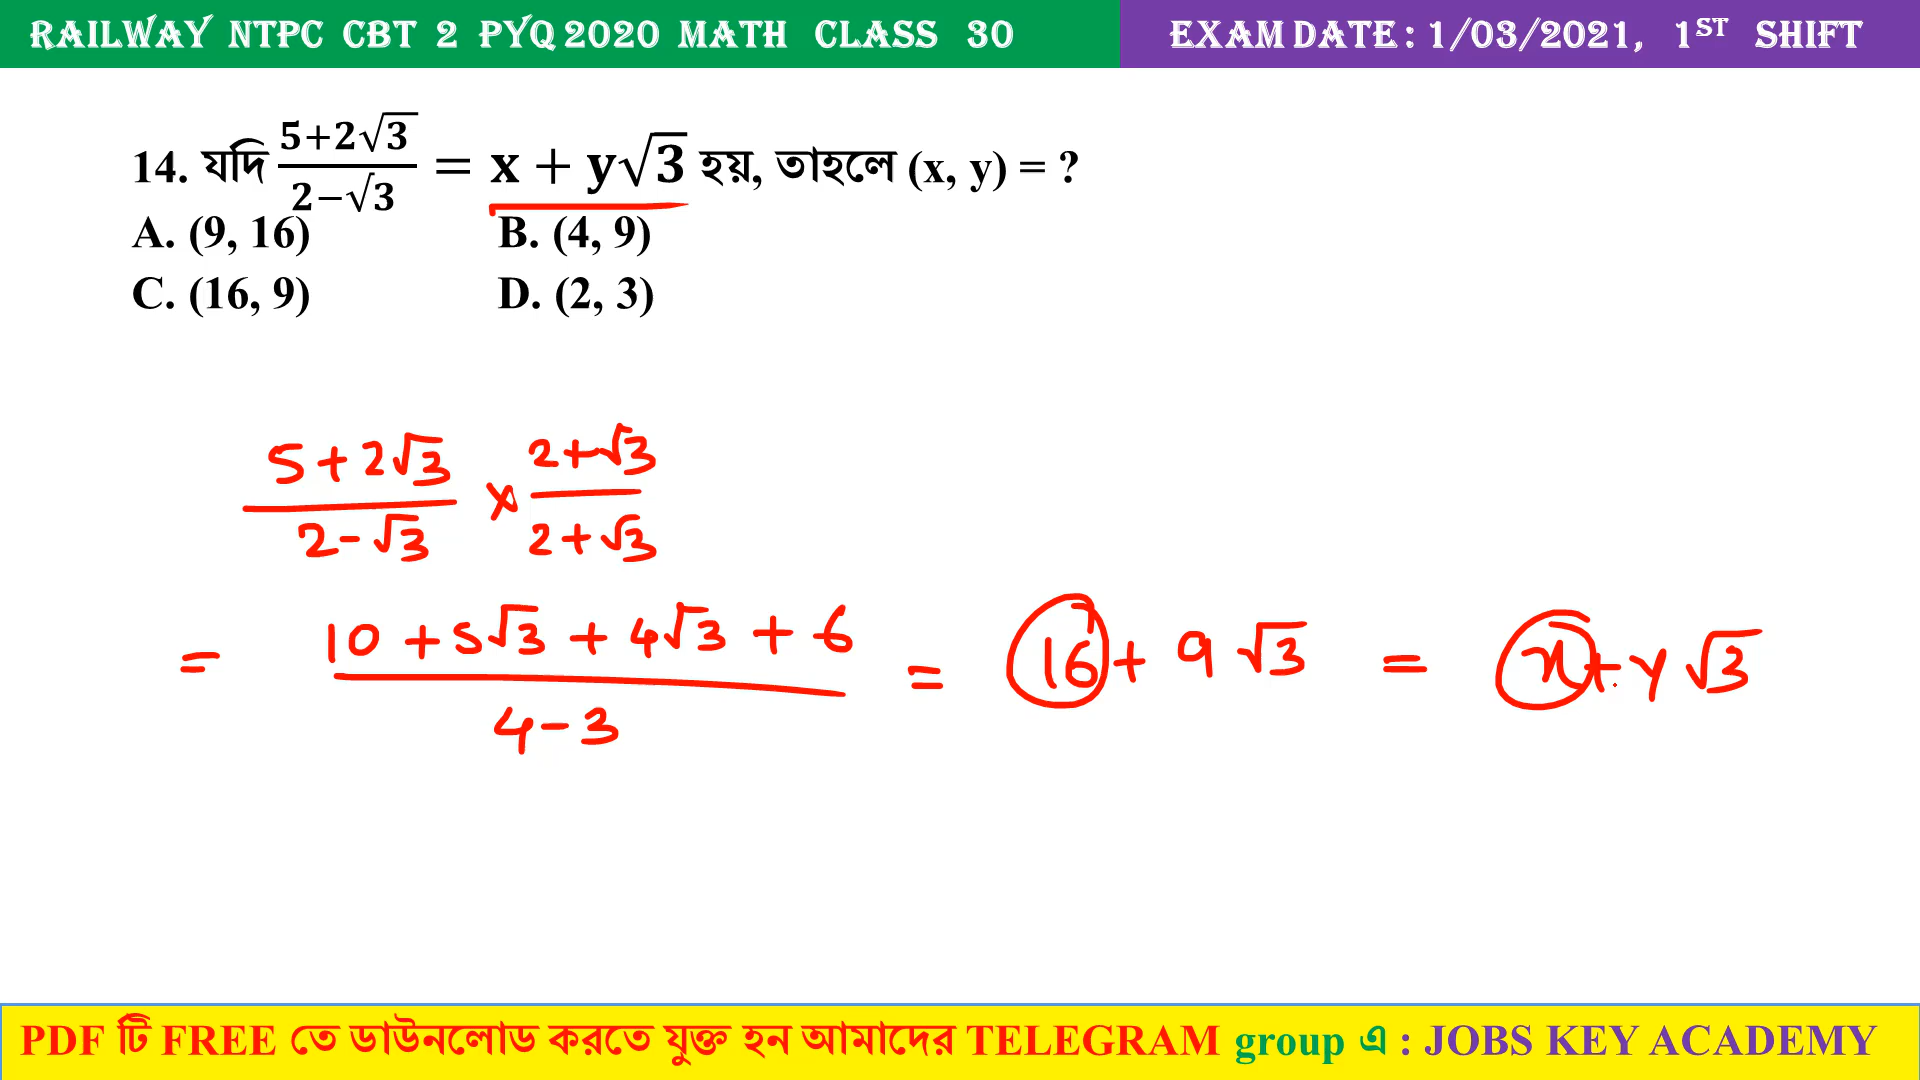 RAILWAY NTPC CBT 2 PYQ 2020 MATH CLASS 30
EXAM DATE : 1/03/2021, 1ST SHIFT
14. যদি (5+2√3)/(2−√3) = x + y√3 হয়, তাহলে (x, y) = ?
A. (9, 16) B. (4, 9)
C. (16, 9) D. (2, 3)
(5+2√3)/(2-√3) × (2+√3)/(2+√3)
= (10+5√3+4√3+6)/(4-3) = 16+9√3 = x+y√3
PDF টি FREE তে ডাউনলোড করতে যুক্ত হন আমাদের TELEGRAM group এ : JOBS KEY ACADEMY